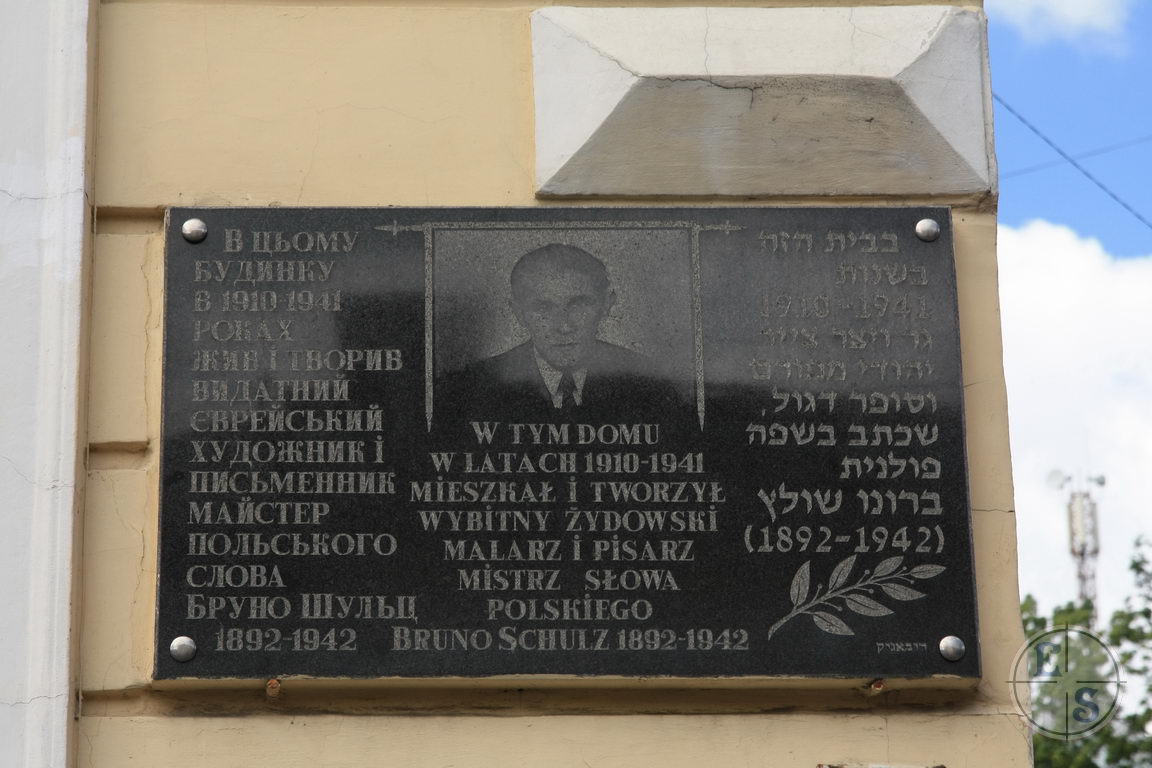 В ЦЬОМУ
БУДИНКУ
В 1910-1941
РОКАХ
ЖИВ І ТВОРИВ
ВИДАТНИЙ
ЄВРЕЙСЬКИЙ
ХУДОЖНИК І
ПИСЬМЕННИК
МАЙСТЕР
ПОЛЬСЬКОГО
СЛОВА
БРУНО ШУЛЬЦ
1892-1942
W TYM DOMU
W LATACH 1910-1941
MIESZKAŁ I TWORZYŁ
WYBITNY ŻYDOWSKI
MALARZ I PISARZ
MISTRZ SŁOWA
POLSKIEGO
BRUNO SCHULZ 1892-1942
בבית הזה
בשנות
1910-1941
גר ויצר צייר
יהודי מפורסם
וסופר דגול,
שכתב בשפה
פולנית
ברונו שולץ
(1892-1942)
E
S